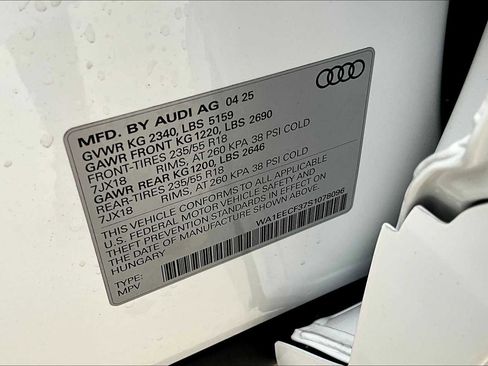 MFD. BY AUDI AG 04 25
GVWR KG 2340, LBS 5159
GAWR FRONT KG 1220, LBS 2690
FRONT-TIRES 235/55 R18
7JX18 RIMS, AT 260 KPA 38 PSI COLD
GAWR REAR KG 1200, LBS 2646
REAR-TIRES 235/55 R18
7JX18 RIMS, AT 260 KPA 38 PSI COLD
THIS VEHICLE CONFORMS TO ALL APPLICABLE
U.S. FEDERAL MOTOR VEHICLE SAFETY AND
THEFT PREVENTION STANDARDS IN EFFECT ON
THE DATE OF MANUFACTURE SHOWN ABOVE.
HUNGARY
WA1EECF37S1079096
TYPE:
MPV